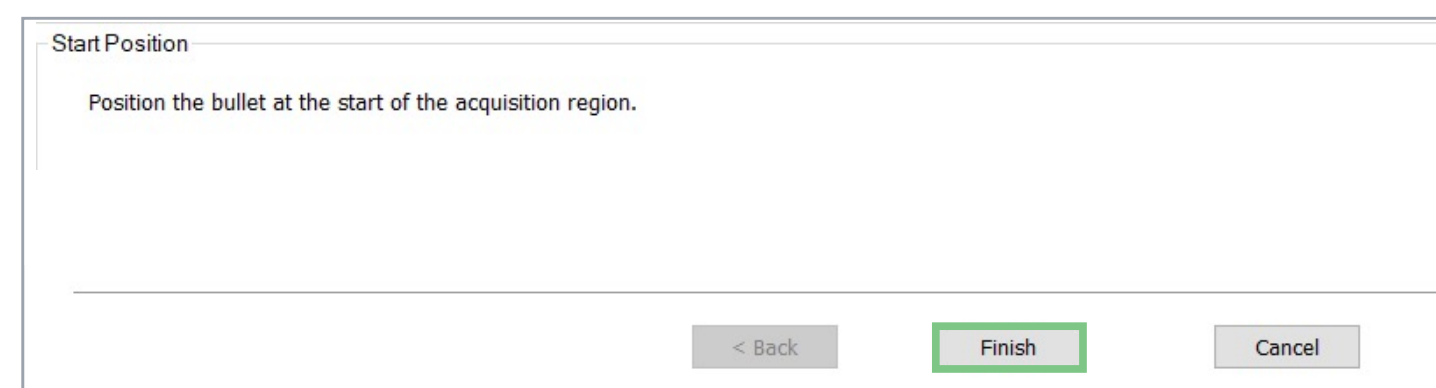 Start Position
Position the bullet at the start of the acquisition region.
< Back
Finish
Cancel